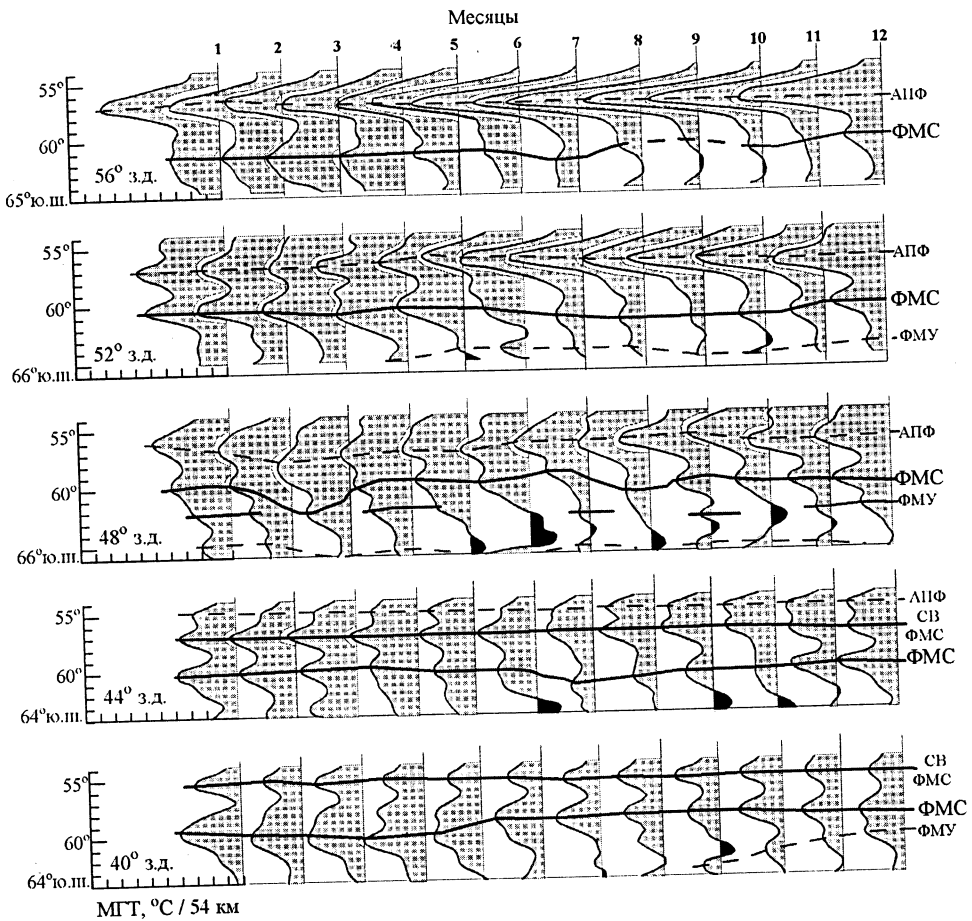 Месяцы
1 2 3 4 5 6 7 8 9 10 11 12
55°
АПФ
60°
ФМС
56° з.д.
65°ю.ш.
55°
АПФ
60°
ФМС
ФМУ
52° з.д.
66°ю.ш.
55°
АПФ
60°
ФМС
ФМУ
48° з.д.
66°ю.ш.
55°
АПФ
СВ
ФМС
60°
ФМС
44° з.д.
64°ю.ш.
55°
СВ
ФМС
60°
ФМС
ФМУ
40° з.д.
64°ю.ш.
МГТ, °С / 54 км